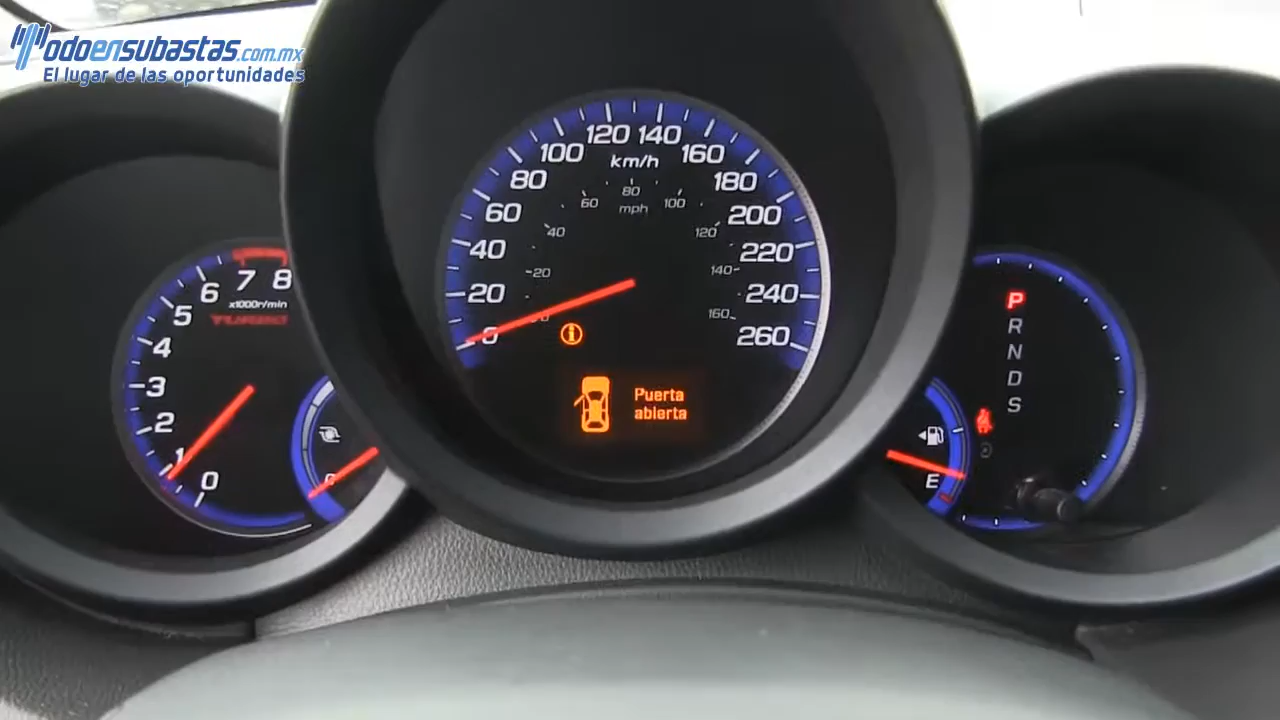 Todoensubastas.com.mx
El lugar de las oportunidades
0 1 2 3 4 5 6 7 8
x1000r/min
TURBO
C
0 20 40 60 80 100 120 140 160 180 200 220 240 260
km/h
20 40 60 80 100 120 140 160
mph
Puerta
abierta
E
P
R
N
D
S